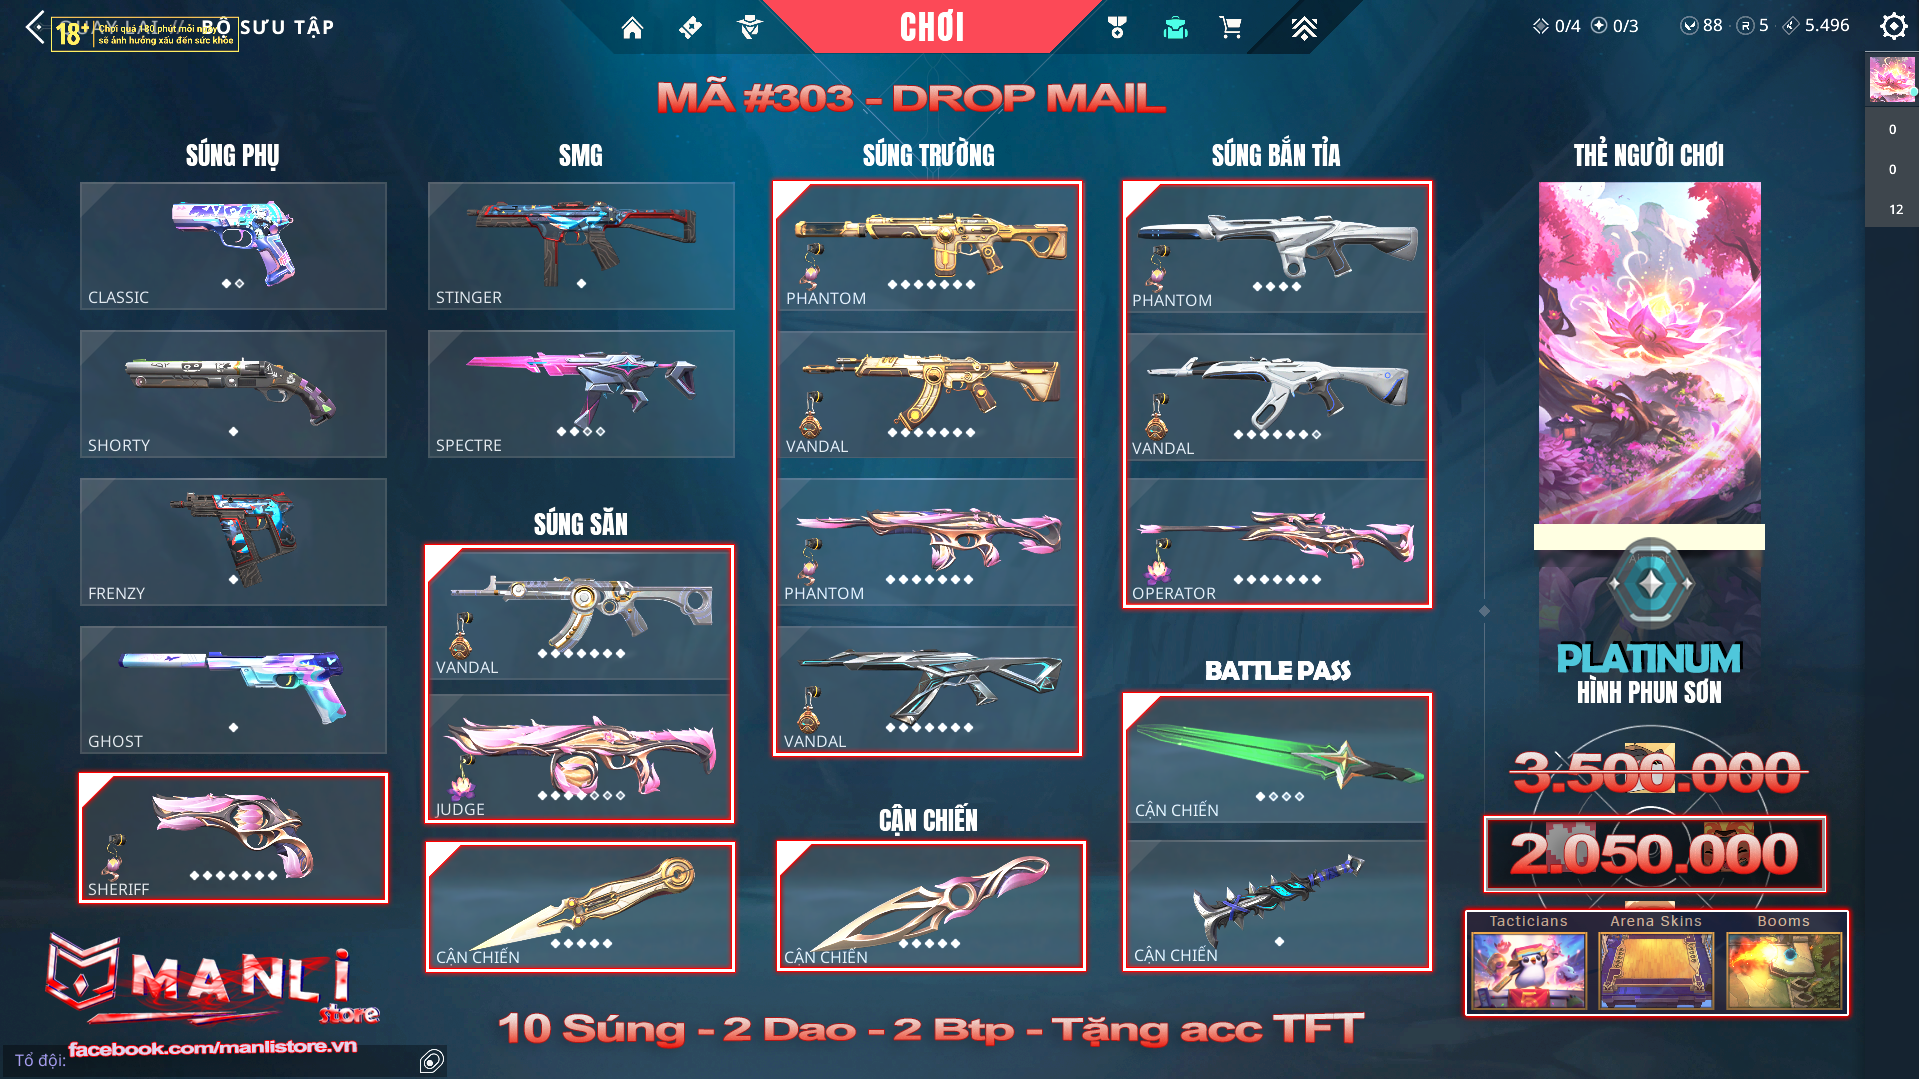 BỘ SƯU TẬP
18+
Chơi quá 180 phút mỗi ngày
sẽ ảnh hưởng xấu đến sức khỏe
CHƠI
0/4
0/3
88
5
5.496
MÃ #303 - DROP MAIL
SÚNG PHỤ
SMG
SÚNG TRƯỜNG
SÚNG BẮN TỈA
THẺ NGƯỜI CHƠI
0
0
12
CLASSIC
STINGER
PHANTOM
PHANTOM
SHORTY
SPECTRE
VANDAL
VANDAL
SÚNG SĂN
FRENZY
PHANTOM
OPERATOR
VANDAL
GHOST
VANDAL
BATTLE PASS
PLATINUM
HÌNH PHUN SƠN
3.500.000
JUDGE
CẬN CHIẾN
CẬN CHIẾN
2.050.000
SHERIFF
CẬN CHIẾN
CẬN CHIẾN
CẬN CHIẾN
Tacticians
Arena Skins
Booms
MANLI
store
facebook.com/manlistore.vn
10 Súng - 2 Dao - 2 Btp - Tặng acc TFT
Tổ đội: